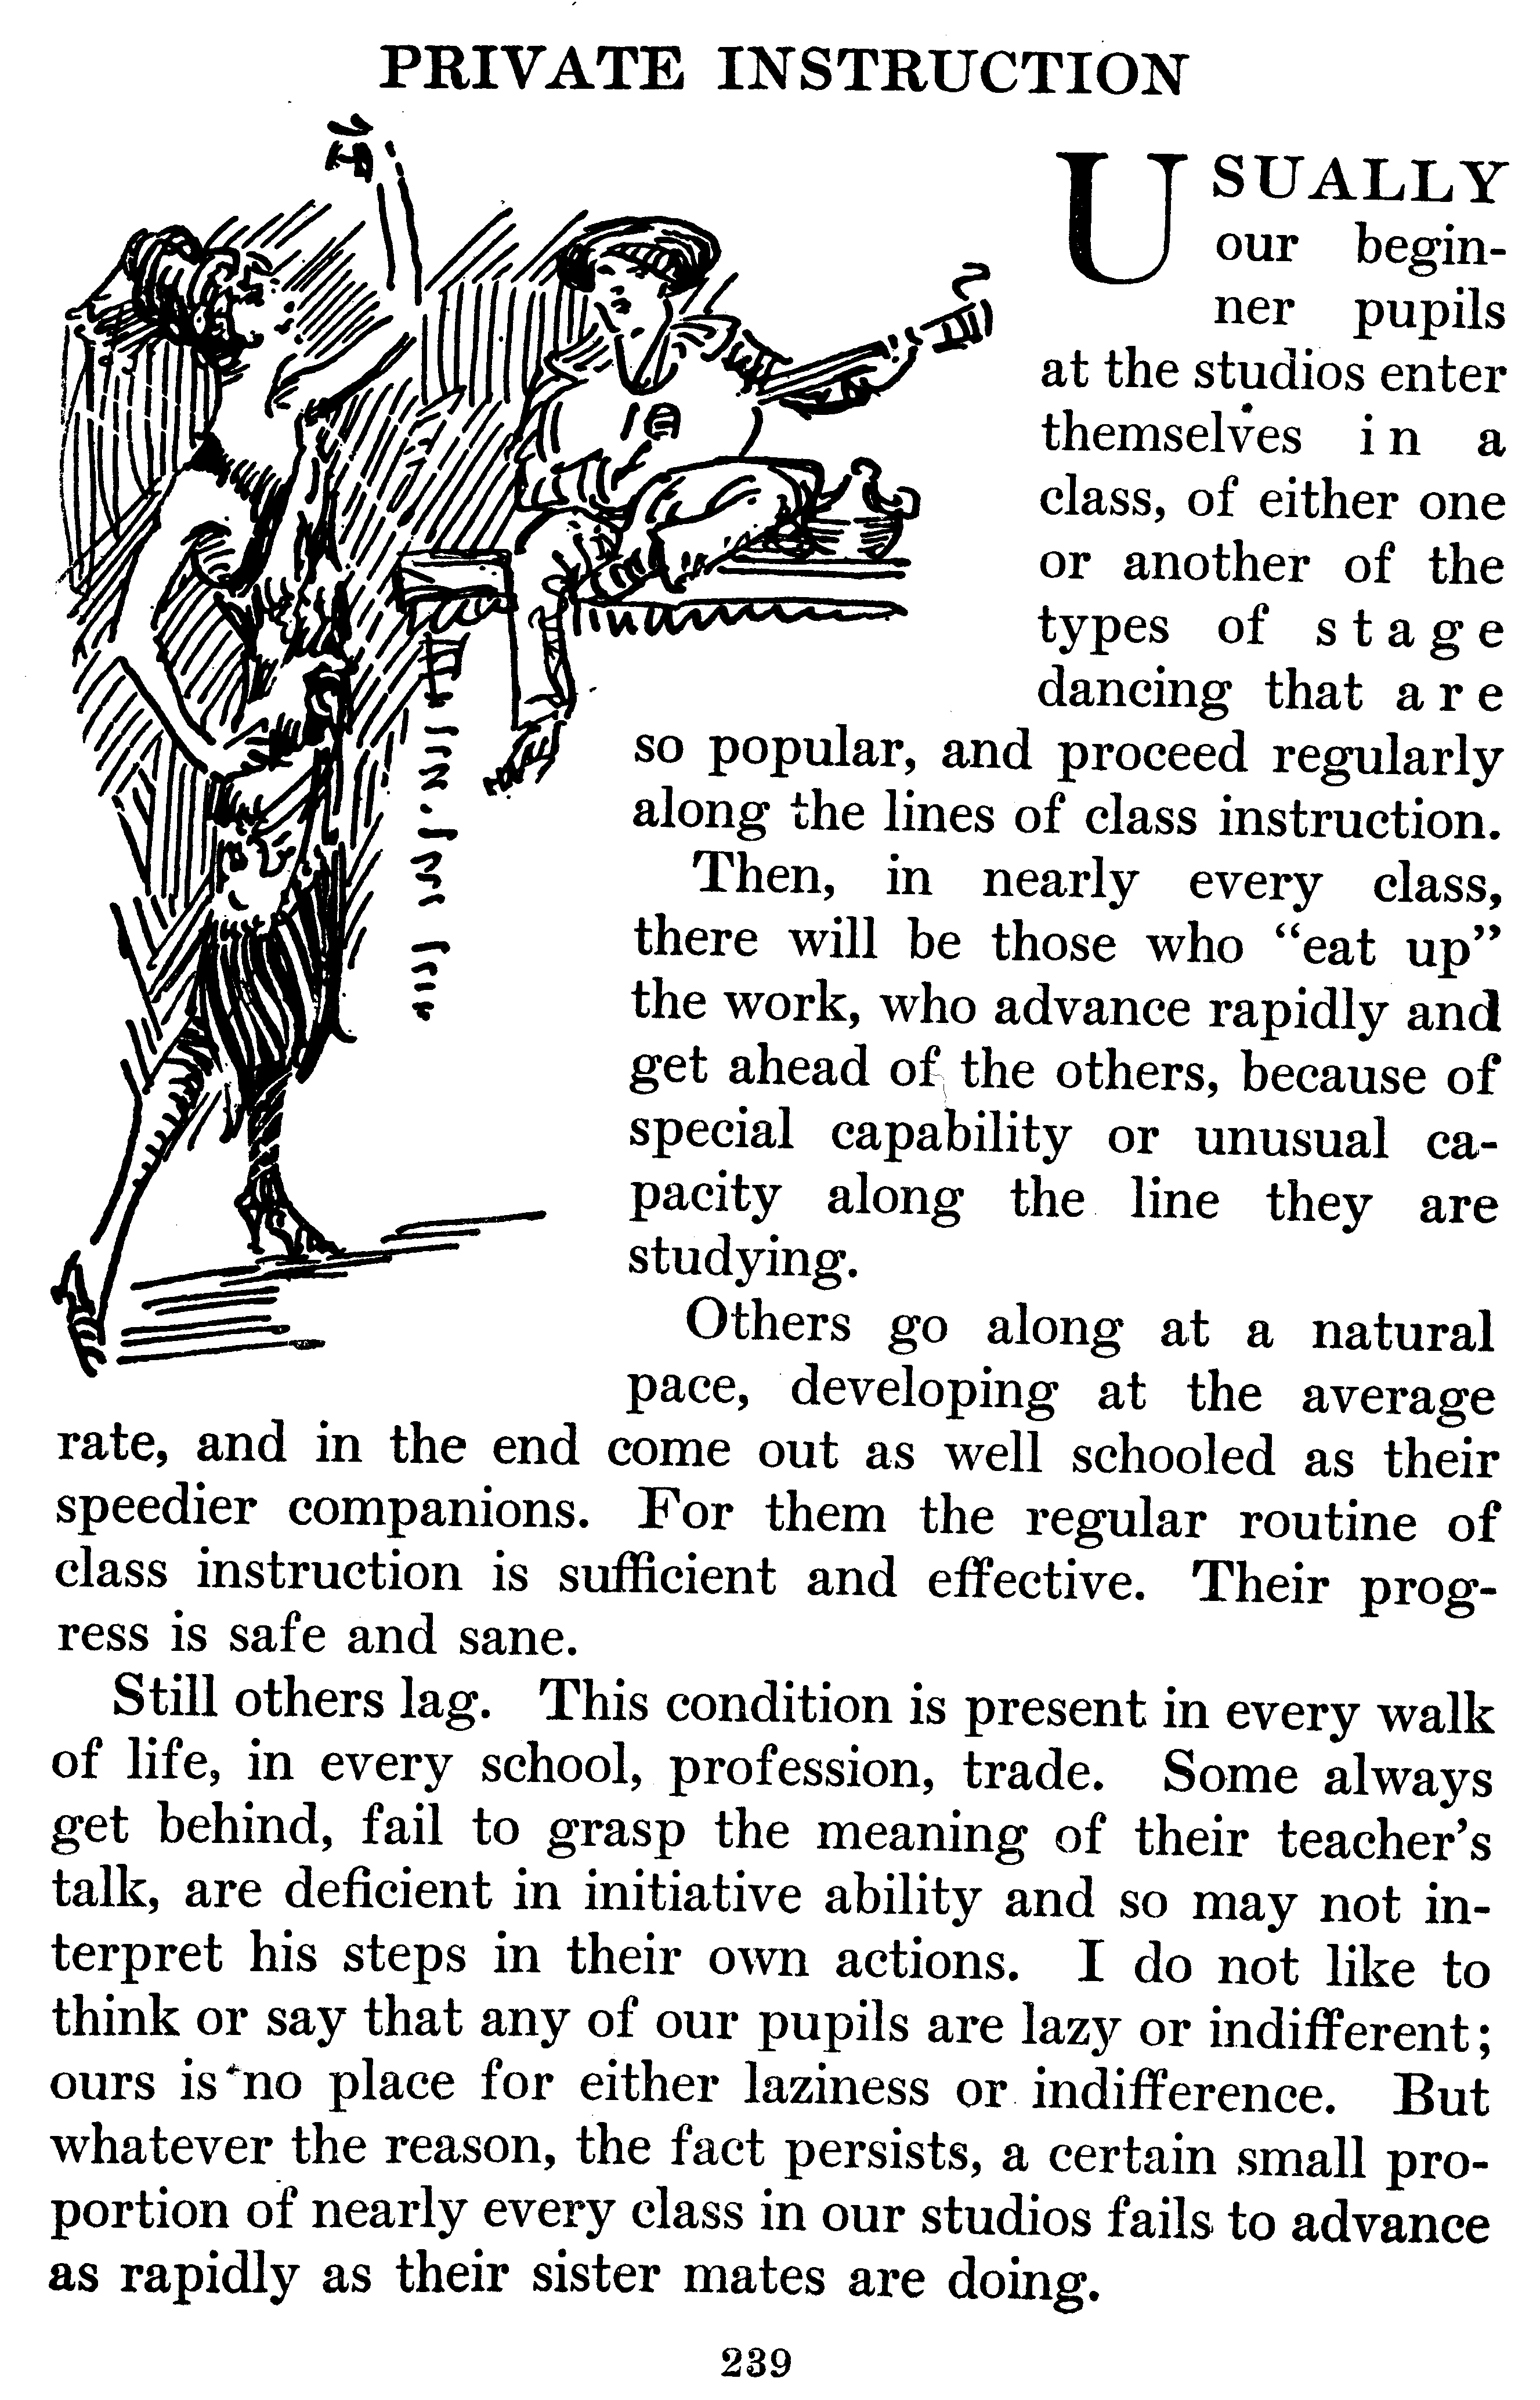 PRIVATE INSTRUCTION
USUALLY
our begin-
ner pupils
at the studios enter
themselves in a
class, of either one
or another of the
types of stage
dancing that are
so popular, and proceed regularly
along the lines of class instruction.
Then, in nearly every class,
there will be those who “eat up”
the work, who advance rapidly and
get ahead of the others, because of
special capability or unusual ca-
pacity along the line they are
studying.
Others go along at a natural
pace, developing at the average
rate, and in the end come out as well schooled as their
speedier companions. For them the regular routine of
class instruction is sufficient and effective. Their prog-
ress is safe and sane.
Still others lag. This condition is present in every walk
of life, in every school, profession, trade. Some always
get behind, fail to grasp the meaning of their teacher’s
talk, are deficient in initiative ability and so may not in-
terpret his steps in their own actions. I do not like to
think or say that any of our pupils are lazy or indifferent;
ours is no place for either laziness or indifference. But
whatever the reason, the fact persists, a certain small pro-
portion of nearly every class in our studios fails to advance
as rapidly as their sister mates are doing.
239